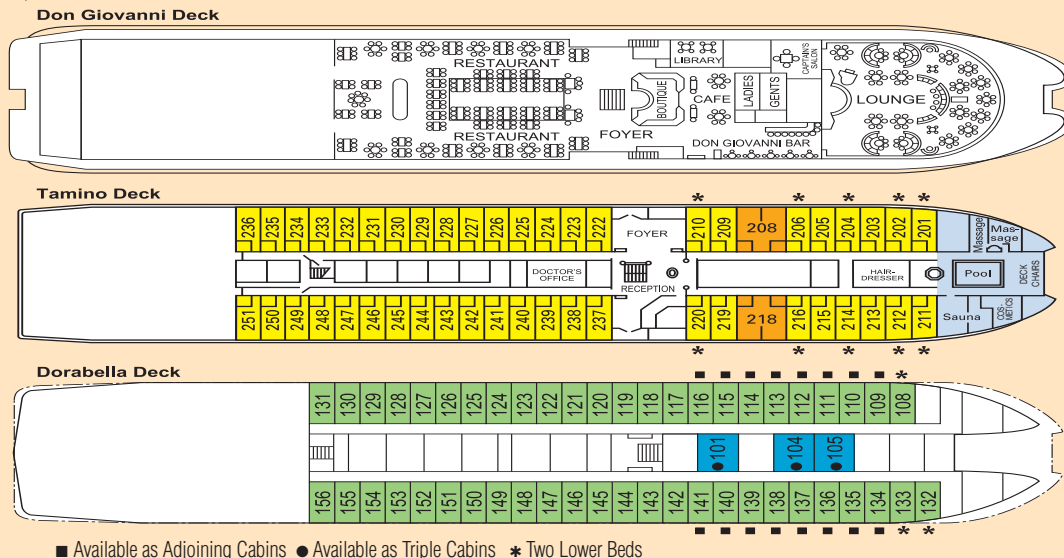 Don Giovanni Deck
RESTAURANT
LIBRARY
CAPTAIN'S
SALON
BOUTIQUE
CAFE
LADIES
GENTS
LOUNGE
RESTAURANT
FOYER
DON GIOVANNI BAR
Tamino Deck
* * * * *
236 235 234 233 232 231 230 229 228 227 226 225 224 223 222
FOYER
210 209 208 206 205 204 203 202 201
Massage
Mas-
sage
DOCTOR'S
OFFICE
RECEPTION
HAIR-
DRESSER
Pool
DECK
CHAIRS
251 250 249 248 247 246 245 244 240 239 238 237
220 219 218 216 215 214 213 212 211
Sauna
COS-
METICS
* * * * *
Dorabella Deck
■ ■ ■ ■ ■ ■ ■ ■ *
131 130 129 128 127 126 125 124 123 122 121 120 119 118 117 116 115 114 113 112 111 110 109 108
101 104 105
● ● ●
156 155 154 153 152 151 150 149 148 147 146 145 144 143 142 141 140 139 138 137 136 135 134 133 132
■ ■ ■ ■ ■ ■ ■ ■ * *
■ Available as Adjoining Cabins ● Available as Triple Cabins * Two Lower Beds